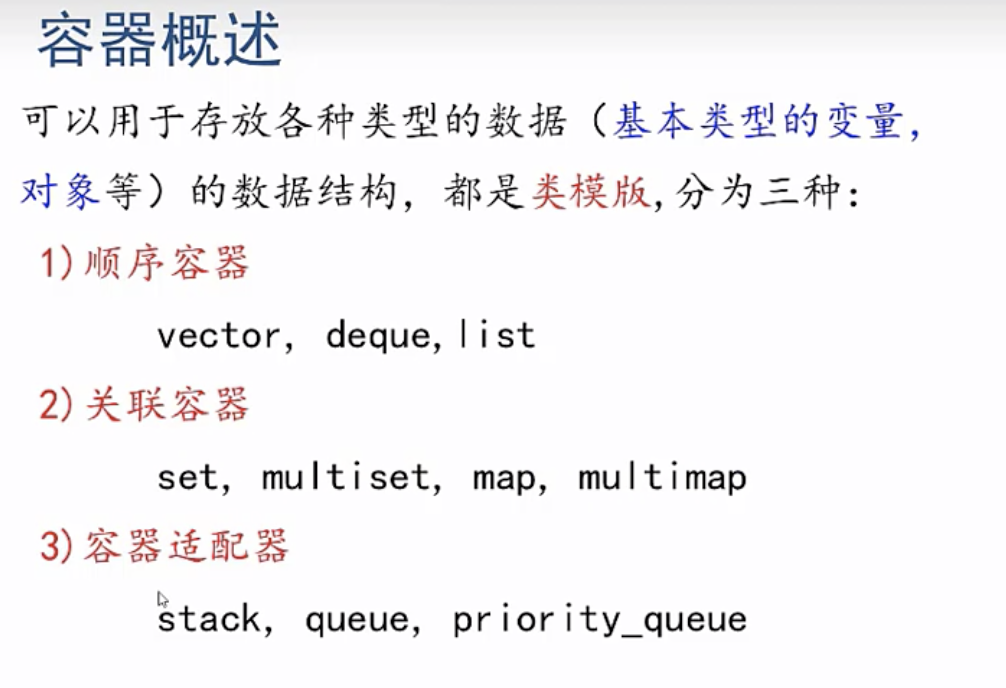 容器概述
可以用于存放各种类型的数据（基本类型的变量，
对象等）的数据结构，都是类模版,分为三种：
1)顺序容器
vector, deque,list
2)关联容器
set, multiset, map, multimap
3)容器适配器
stack, queue, priority_queue